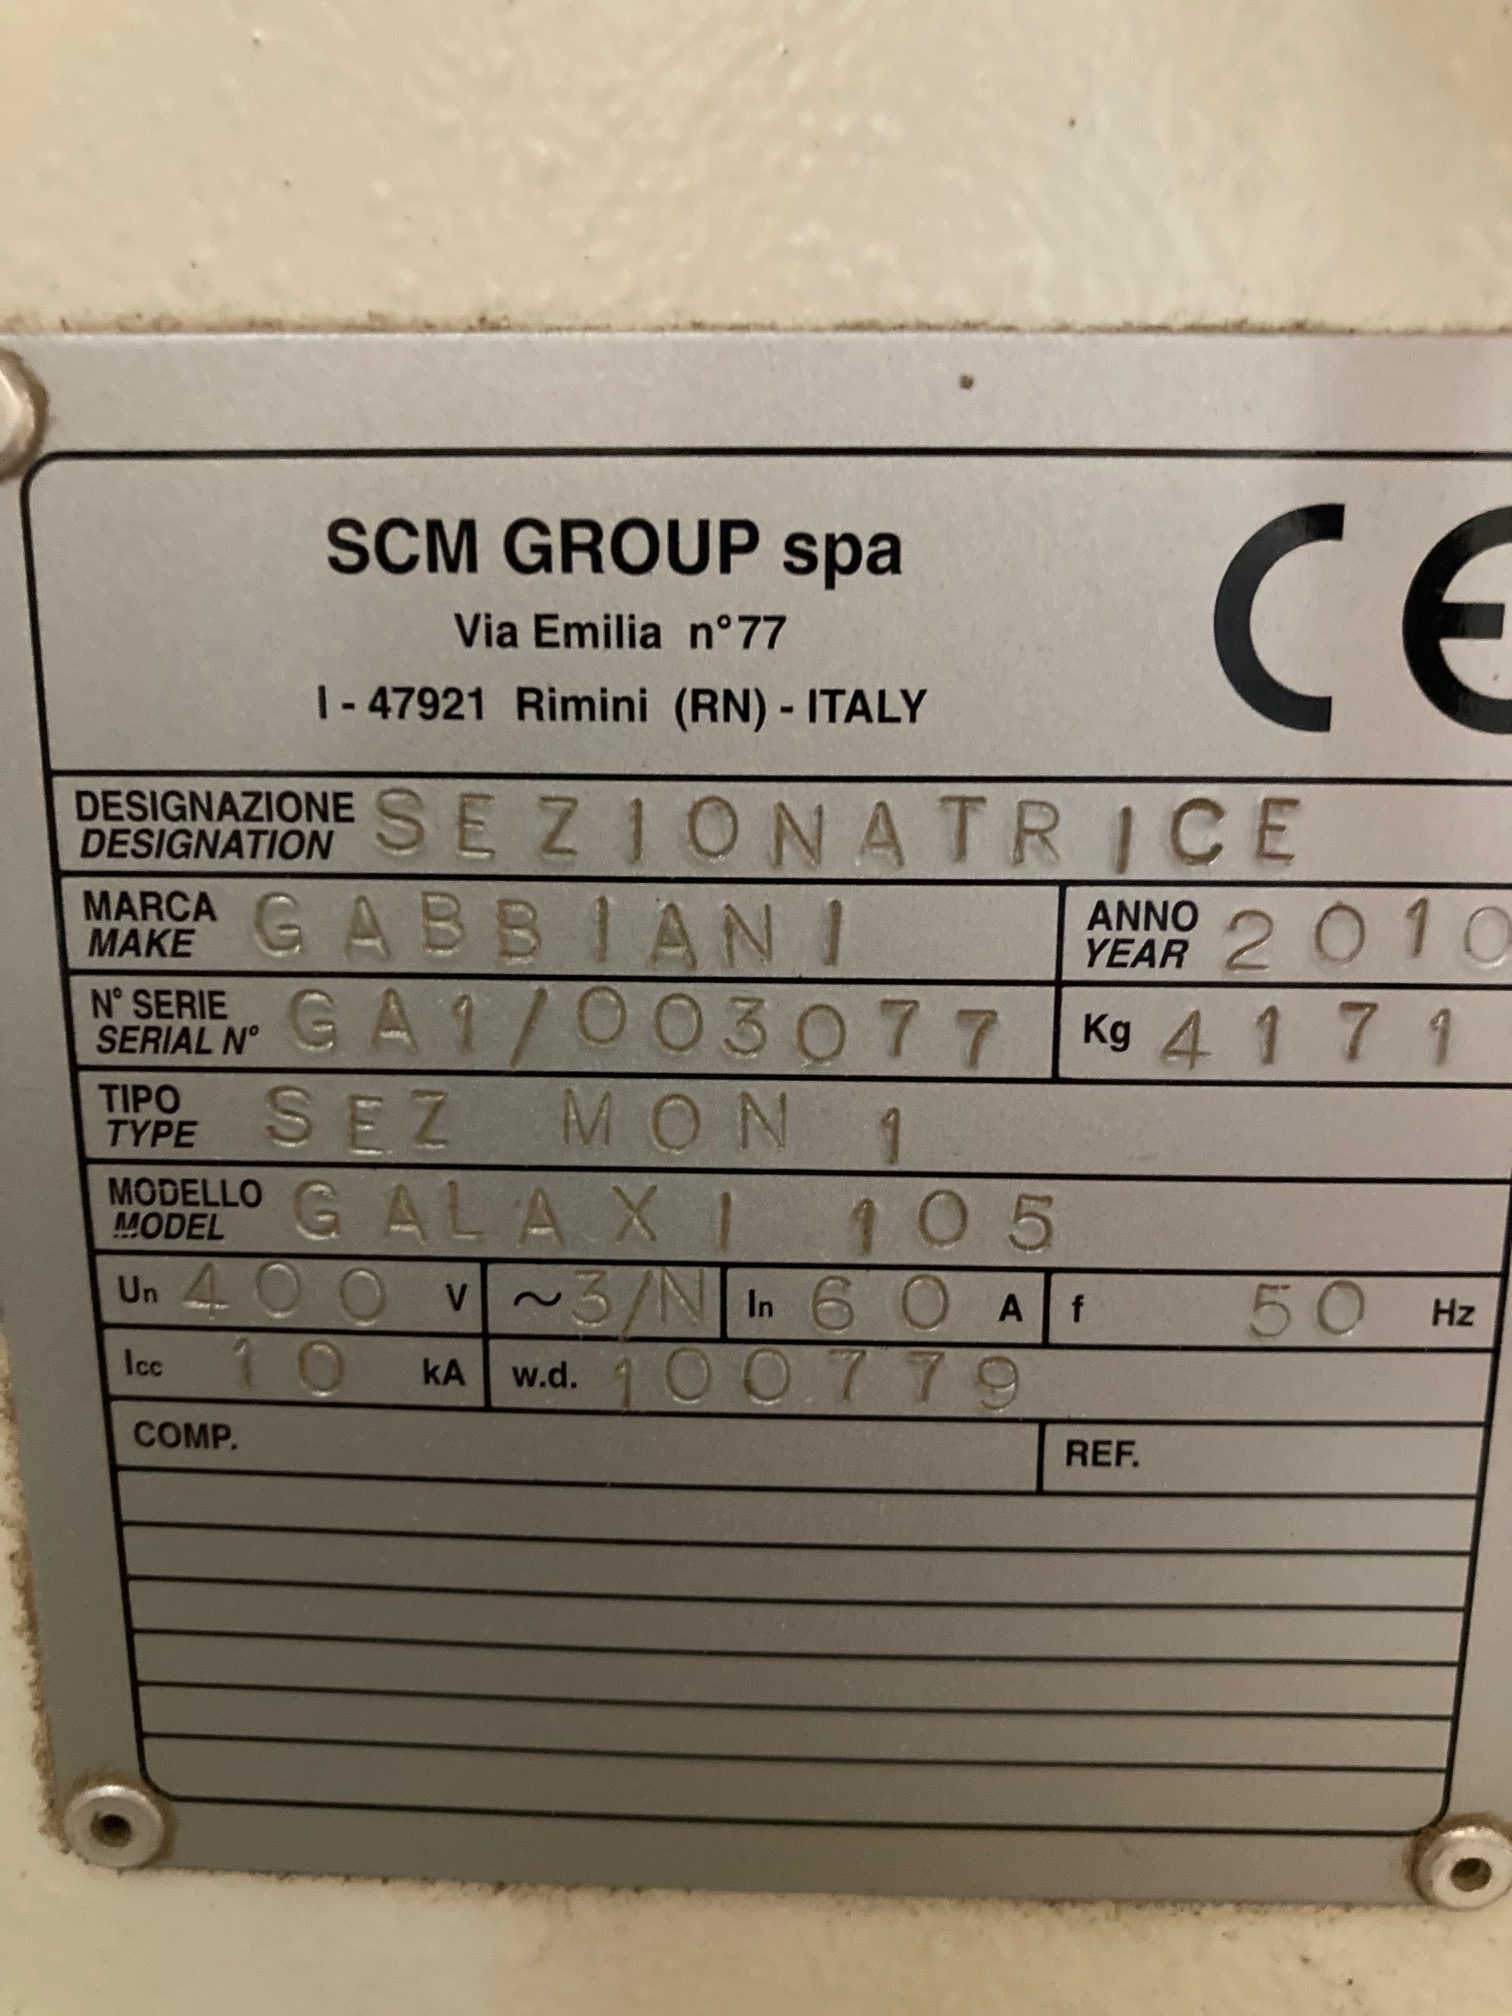 SCM GROUP spa
CE
Via Emilia n°77
I - 47921 Rimini (RN) - ITALY
DESIGNAZIONE SEZIONATRICE
DESIGNATION
MARCA GABBIANI ANNO 2010
MAKE YEAR
N° SERIE GA1/003077 Kg 4171
SERIAL N°
TIPO SEZ MON 1
TYPE
MODELLO GALAXI 105
MODEL
Un 400 V ~3/N In 60 A f 50 Hz
Icc 10 kA w.d. 100779
COMP. REF.